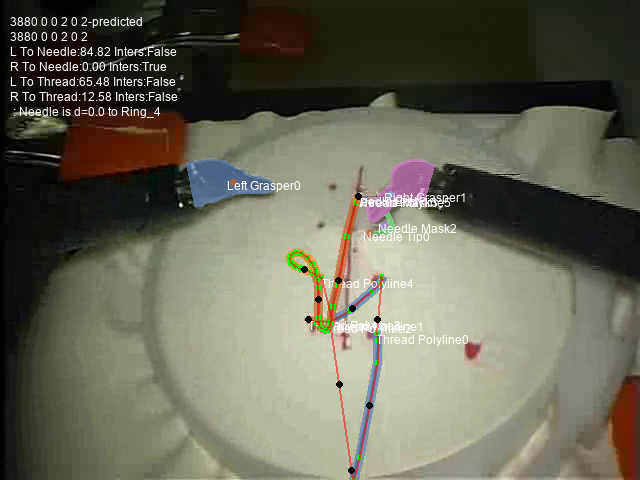 3880 0 0 2 0 2-predicted
3880 0 0 2 0 2
L To Needle:84.82 Inters:False
R To Needle:0.00 Inters:True
L To Thread:65.48 Inters:False
R To Thread:12.58 Inters:False
Needle is d=0.0 to Ring_4
Left Grasper0
Right Grasper1
Needle Mask2
Needle Tip0
Thread Polyline4
Thread Polyline0